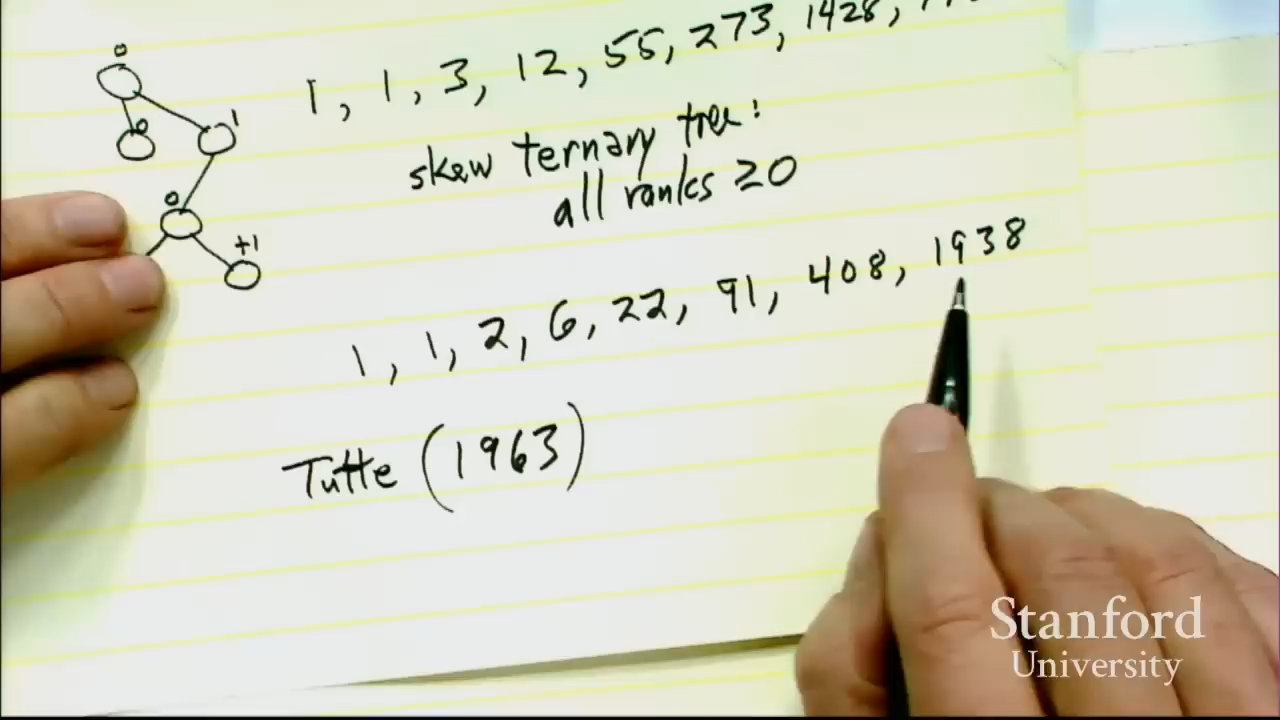 1, 1, 3, 12, 55, 273, 1428,
skew ternary tree:
all ranks ≥0
0
0
1
0
+1
1, 1, 2, 6, 22, 91, 408, 1938
Tutte (1963)
Stanford
University